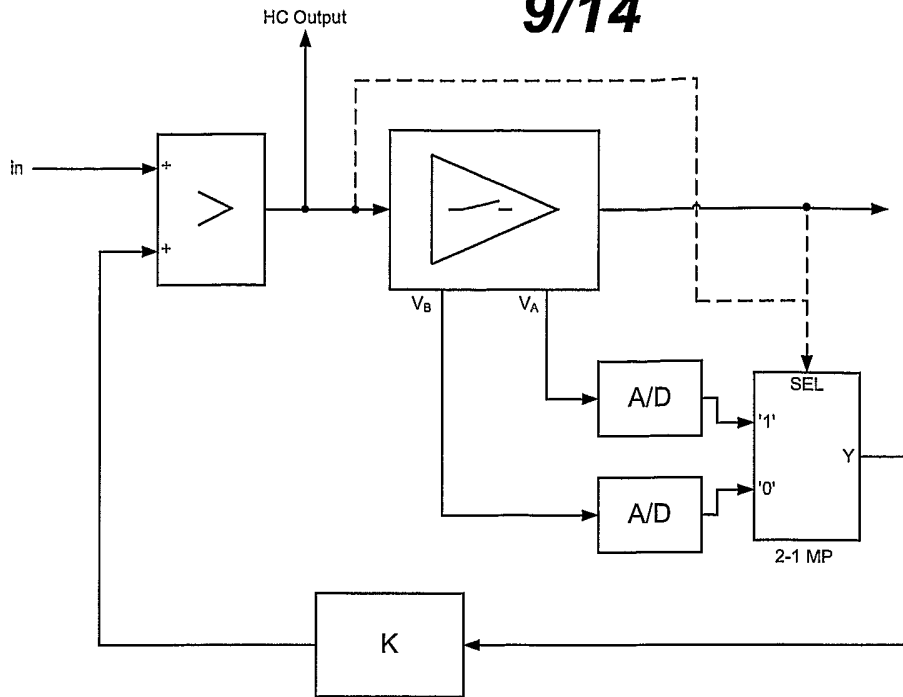 9/14
HC Output
in
+
>
+
V_B
V_A
A/D
SEL
'1'
Y
'0'
A/D
2-1 MP
K